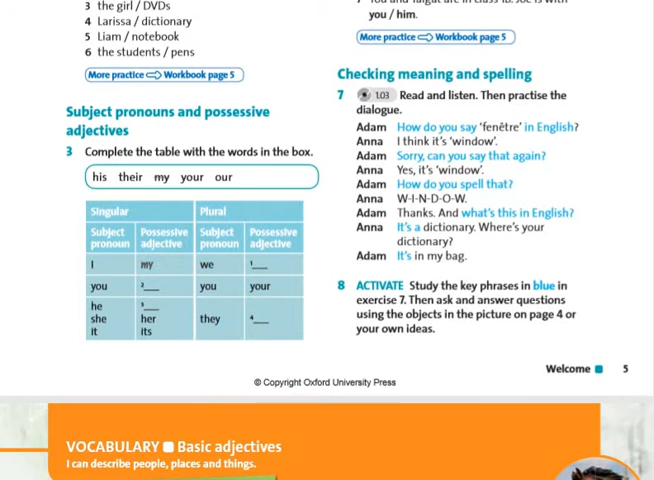 3 the girl / DVDs
4 Larissa / dictionary
5 Liam / notebook
6 the students / pens
More practice ⇨ Workbook page 5
Subject pronouns and possessive
adjectives
3 Complete the table with the words in the box.
his their my your our
Singular Plural
Subject pronoun Possessive adjective Subject pronoun Possessive adjective
I my we 1__
you 2__ you your
he 3__
she her they 4__
it its
you / him.
More practice ⇨ Workbook page 5
Checking meaning and spelling
7 1.03 Read and listen. Then practise the
dialogue.
Adam How do you say 'fenêtre' in English?
Anna I think it's 'window'.
Adam Sorry, can you say that again?
Anna Yes, it's 'window'.
Adam How do you spell that?
Anna W-I-N-D-O-W.
Adam Thanks. And what's this in English?
Anna It's a dictionary. Where's your
dictionary?
Adam It's in my bag.
8 ACTIVATE Study the key phrases in blue in
exercise 7. Then ask and answer questions
using the objects in the picture on page 4 or
your own ideas.
Welcome 5
© Copyright Oxford University Press
VOCABULARY Basic adjectives
I can describe people, places and things.